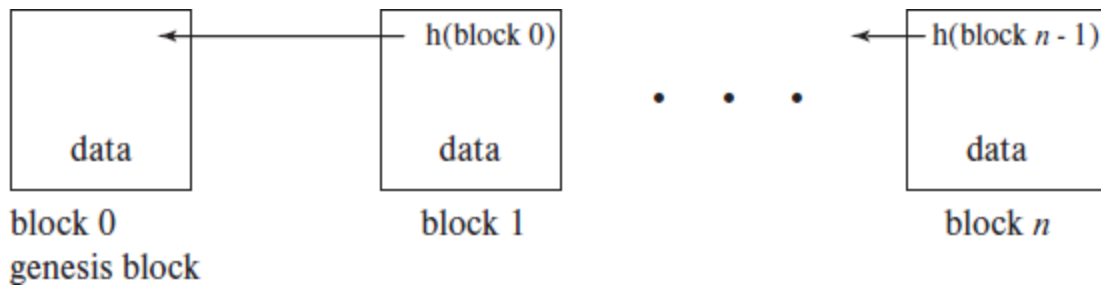 h(block 0)
h(block n - 1)
data
data
data
block 0
genesis block
block 1
block n